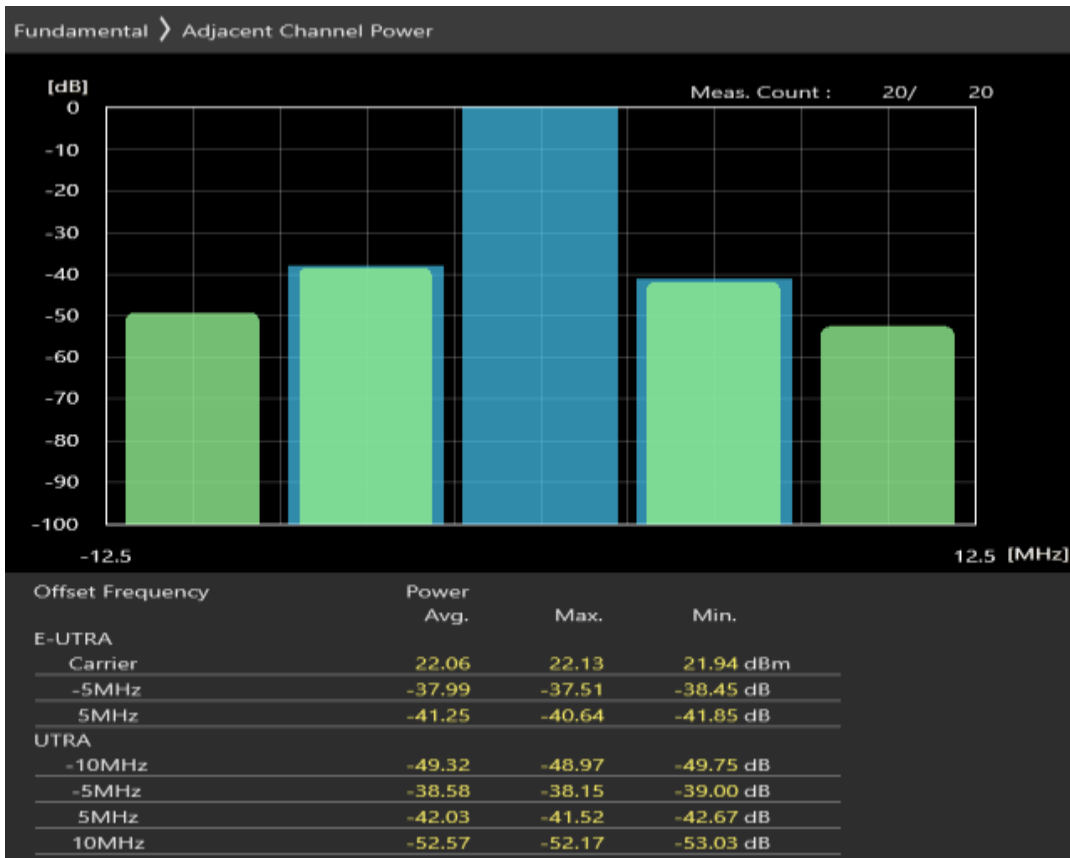 Fundamental ❯ Adjacent Channel Power
[dB]
Meas. Count : 20/ 20
0
-10
-20
-30
-40
-50
-60
-70
-80
-90
-100
-12.5 12.5 [MHz]
Offset Frequency Power
Avg. Max. Min.
E-UTRA
Carrier 22.06 22.13 21.94 dBm
-5MHz -37.99 -37.51 -38.45 dB
5MHz -41.25 -40.64 -41.85 dB
UTRA
-10MHz -49.32 -48.97 -49.75 dB
-5MHz -38.58 -38.15 -39.00 dB
5MHz -42.03 -41.52 -42.67 dB
10MHz -52.57 -52.17 -53.03 dB